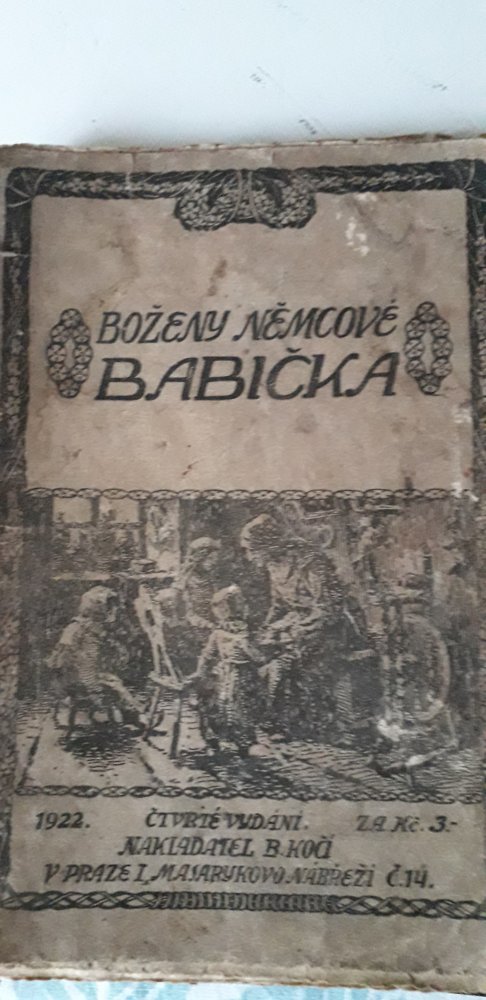 BOŽENY NĚMCOVÉ
BABIČKA
1922. ČTVRTÉ VYDÁNÍ. ZA Kč. 3.-
NAKLADATEL B. KOČÍ
V PRAZE I, MASARYKOVO NÁBŘEŽÍ Č. 14.